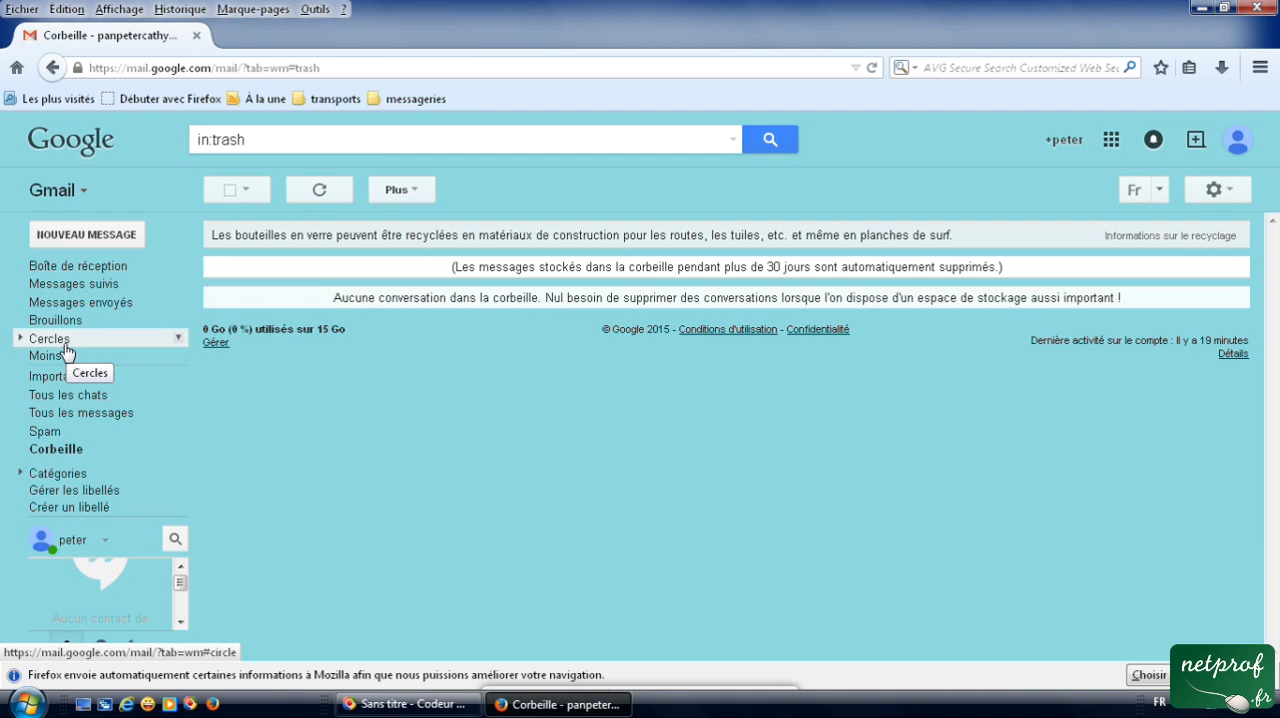 Fichier Édition Affichage Historique Marque-pages Outils ?
Corbeille - panpetercathy... ×
https://mail.google.com/mail/?tab=wm#trash
AVG Secure Search Customized Web Sec
Les plus visités Débuter avec Firefox À la une transports messageries
Google
in:trash
+peter
Gmail
Plus
Fr
NOUVEAU MESSAGE
Les bouteilles en verre peuvent être recyclées en matériaux de construction pour les routes, les tuiles, etc. et même en planches de surf.
Informations sur le recyclage
Boîte de réception
(Les messages stockés dans la corbeille pendant plus de 30 jours sont automatiquement supprimés.)
Messages suivis
Messages envoyés
Aucune conversation dans la corbeille. Nul besoin de supprimer des conversations lorsque l'on dispose d'un espace de stockage aussi important !
Brouillons
0 Go (0 %) utilisés sur 15 Go
© Google 2015 - Conditions d'utilisation - Confidentialité
Gérer
Dernière activité sur le compte : Il y a 19 minutes
Détails
Cercles
Moins
Cercles
Importa
Tous les chats
Tous les messages
Spam
Corbeille
Catégories
Gérer les libellés
Créer un libellé
peter
Aucun contact de
https://mail.google.com/mail/?tab=wm#circle
Firefox envoie automatiquement certaines informations à Mozilla afin que nous puissions améliorer votre navigation.
Choisir
netprof
.fr
Sans titre - Codeur ...
Corbeille - panpeter...
FR